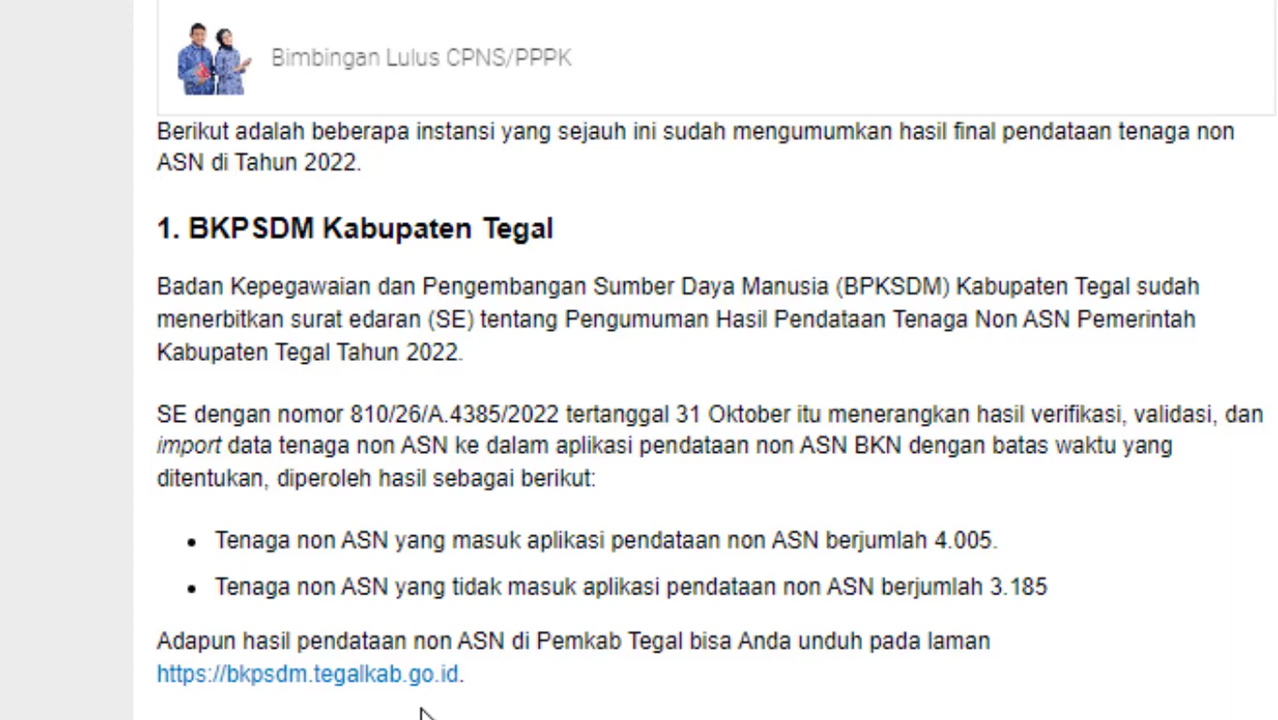 Bimbingan Lulus CPNS/PPPK
Berikut adalah beberapa instansi yang sejauh ini sudah mengumumkan hasil final pendataan tenaga non
ASN di Tahun 2022.
1. BKPSDM Kabupaten Tegal
Badan Kepegawaian dan Pengembangan Sumber Daya Manusia (BPKSDM) Kabupaten Tegal sudah
menerbitkan surat edaran (SE) tentang Pengumuman Hasil Pendataan Tenaga Non ASN Pemerintah
Kabupaten Tegal Tahun 2022.
SE dengan nomor 810/26/A.4385/2022 tertanggal 31 Oktober itu menerangkan hasil verifikasi, validasi, dan
import data tenaga non ASN ke dalam aplikasi pendataan non ASN BKN dengan batas waktu yang
ditentukan, diperoleh hasil sebagai berikut:
• Tenaga non ASN yang masuk aplikasi pendataan non ASN berjumlah 4.005.
• Tenaga non ASN yang tidak masuk aplikasi pendataan non ASN berjumlah 3.185
Adapun hasil pendataan non ASN di Pemkab Tegal bisa Anda unduh pada laman
https://bkpsdm.tegalkab.go.id.